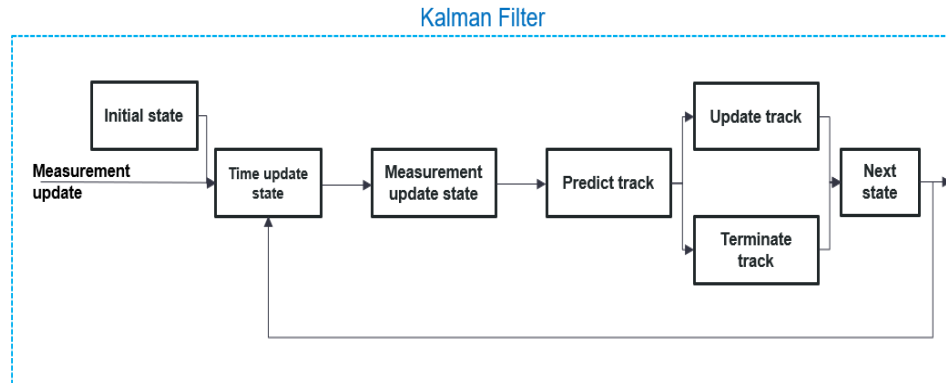 Kalman Filter
Initial state
Measurement
update
Time update
state
Measurement
update state
Predict track
Update track
Terminate
track
Next
state